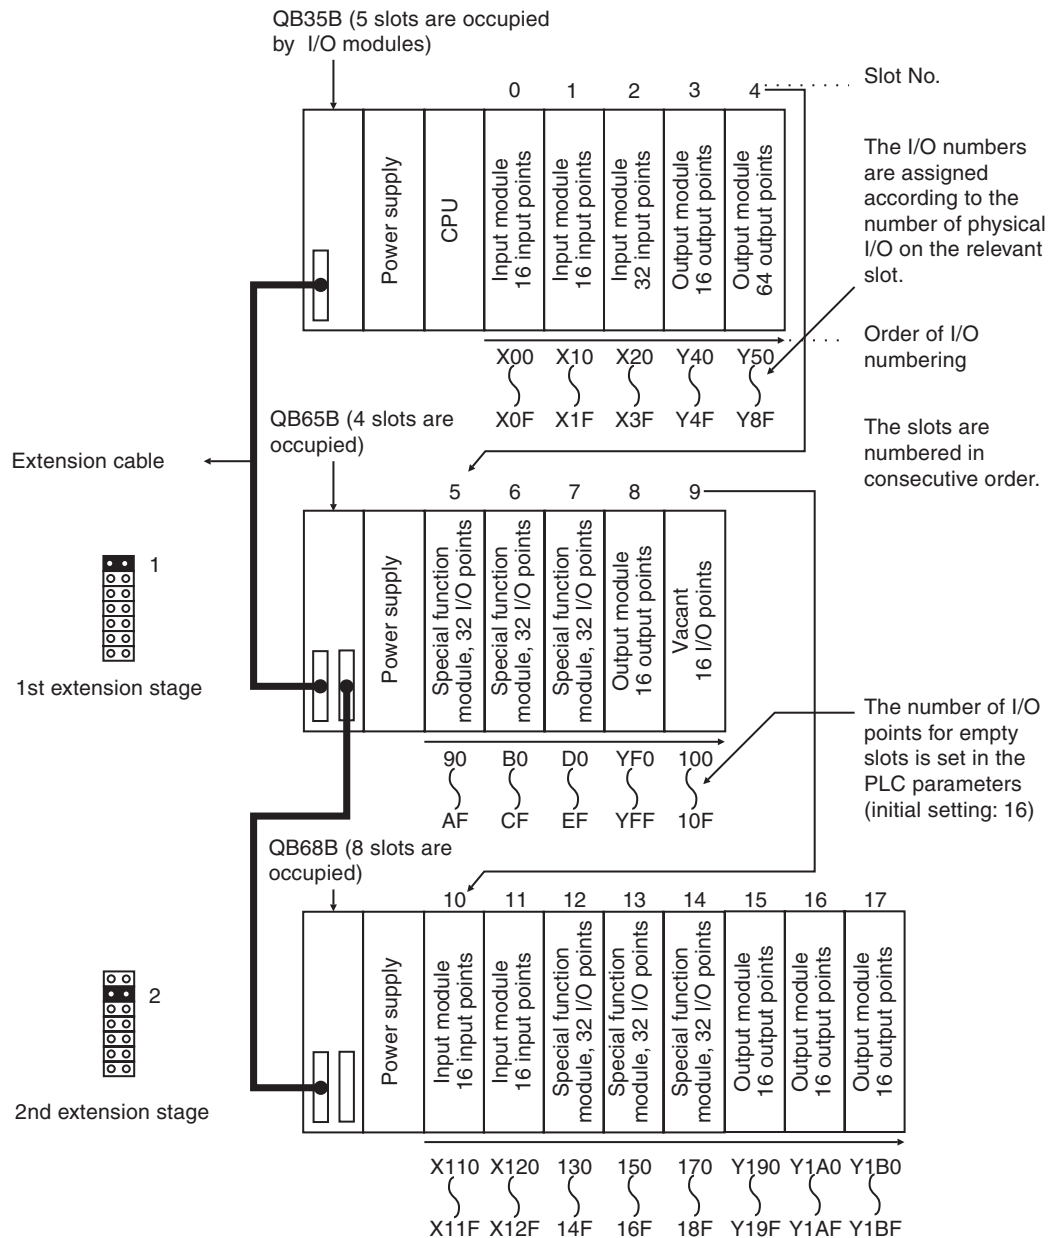 QB35B (5 slots are occupied
by I/O modules)
0 1 2 3 4
Slot No.
Power supply
CPU
Input module
16 input points
Input module
16 input points
Input module
32 input points
Output module
16 output points
Output module
64 output points
The I/O numbers
are assigned
according to the
number of physical
I/O on the relevant
slot.
Order of I/O
numbering
X00 X10 X20 Y40 Y50
X0F X1F X3F Y4F Y8F
QB65B (4 slots are
occupied)
Extension cable
The slots are
numbered in
consecutive order.
5 6 7 8 9
1
1st extension stage
Power supply
Special function
module, 32 I/O points
Special function
module, 32 I/O points
Special function
module, 32 I/O points
Output module
16 output points
Vacant
16 I/O points
The number of I/O
points for empty
slots is set in the
PLC parameters
(initial setting: 16)
90 B0 D0 YF0 100
AF CF EF YFF 10F
QB68B (8 slots are
occupied)
10 11 12 13 14 15 16 17
2
2nd extension stage
Power supply
Input module
16 input points
Input module
16 input points
Special function
module, 32 I/O points
Special function
module, 32 I/O points
Special function
module, 32 I/O points
Output module
16 output points
Output module
16 output points
Output module
16 output points
X110 X120 130 150 170 Y190 Y1A0 Y1B0
X11F X12F 14F 16F 18F Y19F Y1AF Y1BF